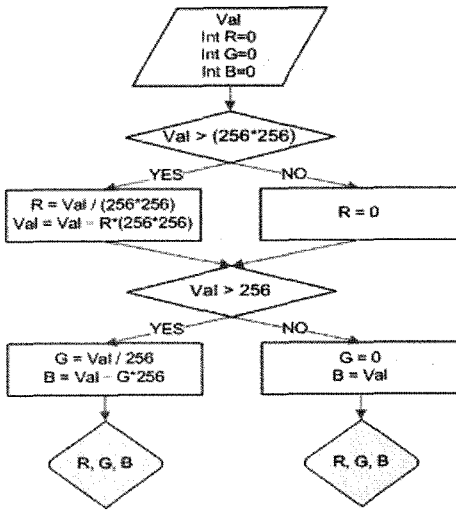 Val
Int R=0
Int G=0
Int B=0
Val > (256*256)
YES
NO
R = Val / (256*256)
Val = Val - R*(256*256)
R = 0
Val > 256
YES
NO
G = Val / 256
B = Val - G*256
G = 0
B = Val
R, G, B
R, G, B